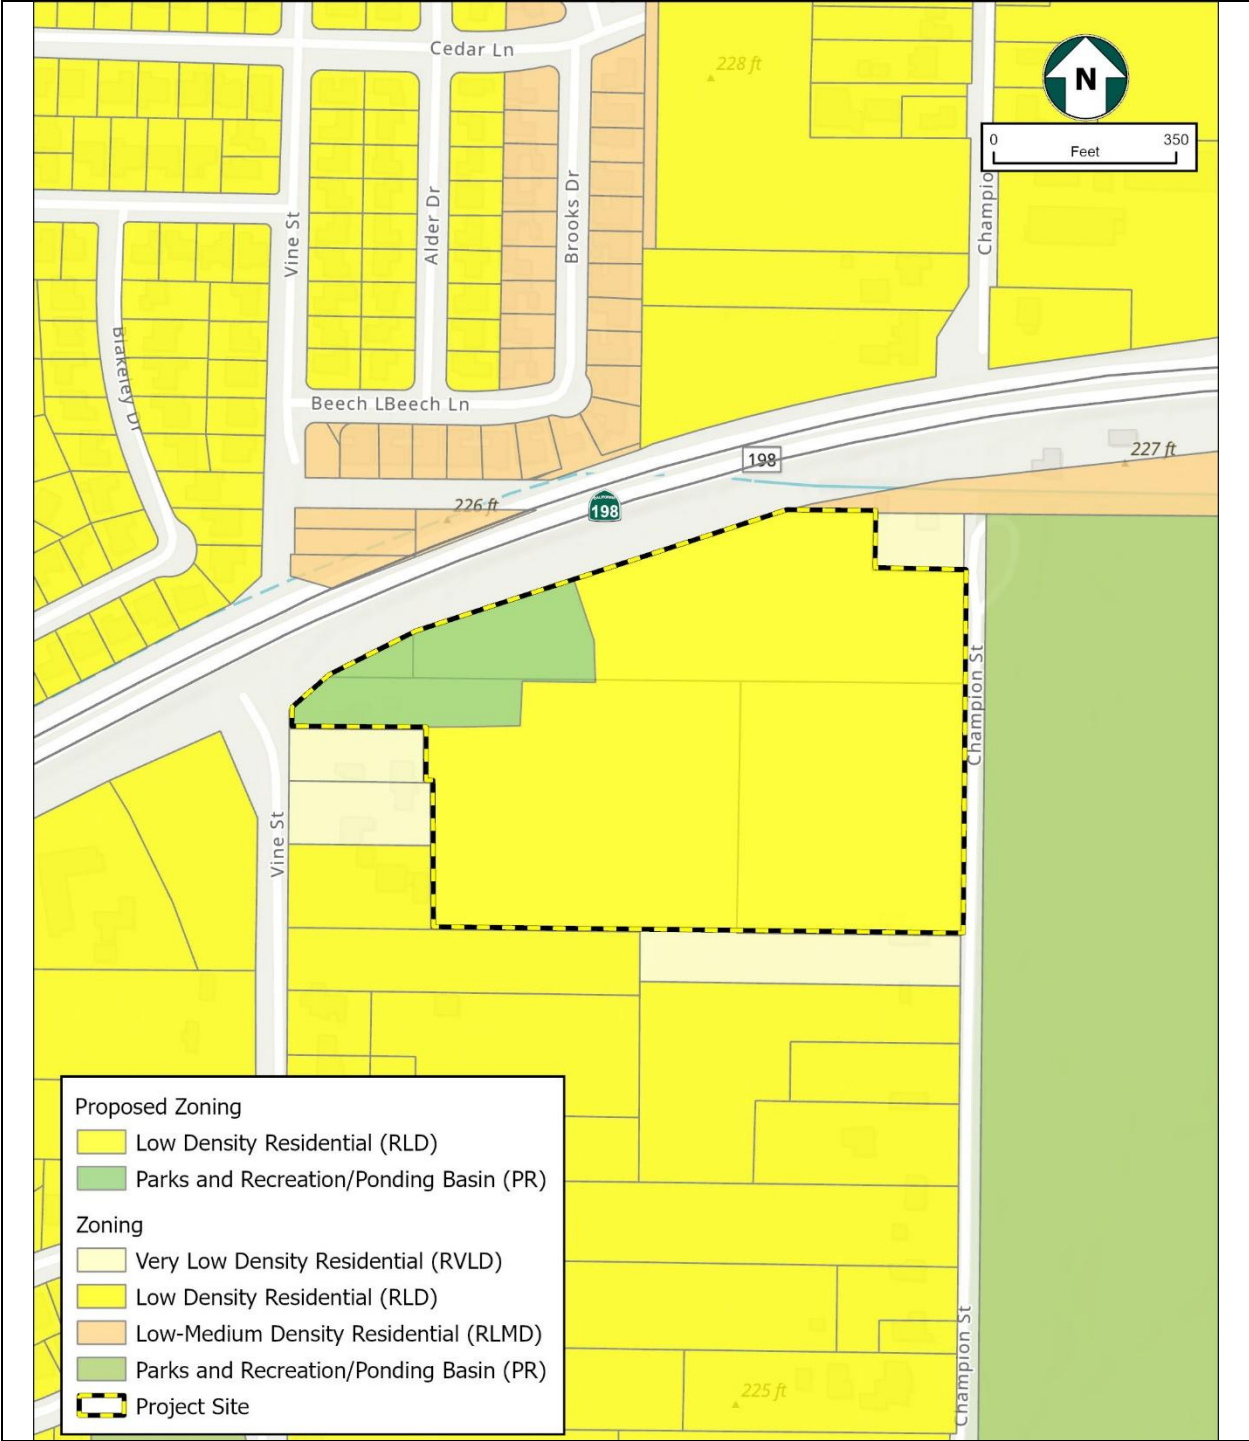 Cedar Ln
228 ft
N
0 350
Feet
Champion
Vine St
Alder Dr
Brooks Dr
Blakeley Dr
Beech L
Beech Ln
198
227 ft
226 ft
CALIFORNIA
198
Champion St
Vine St
Proposed Zoning
Low Density Residential (RLD)
Parks and Recreation/Ponding Basin (PR)
Zoning
Very Low Density Residential (RVLD)
Low Density Residential (RLD)
Low-Medium Density Residential (RLMD)
Parks and Recreation/Ponding Basin (PR)
Project Site
225 ft
Champion St